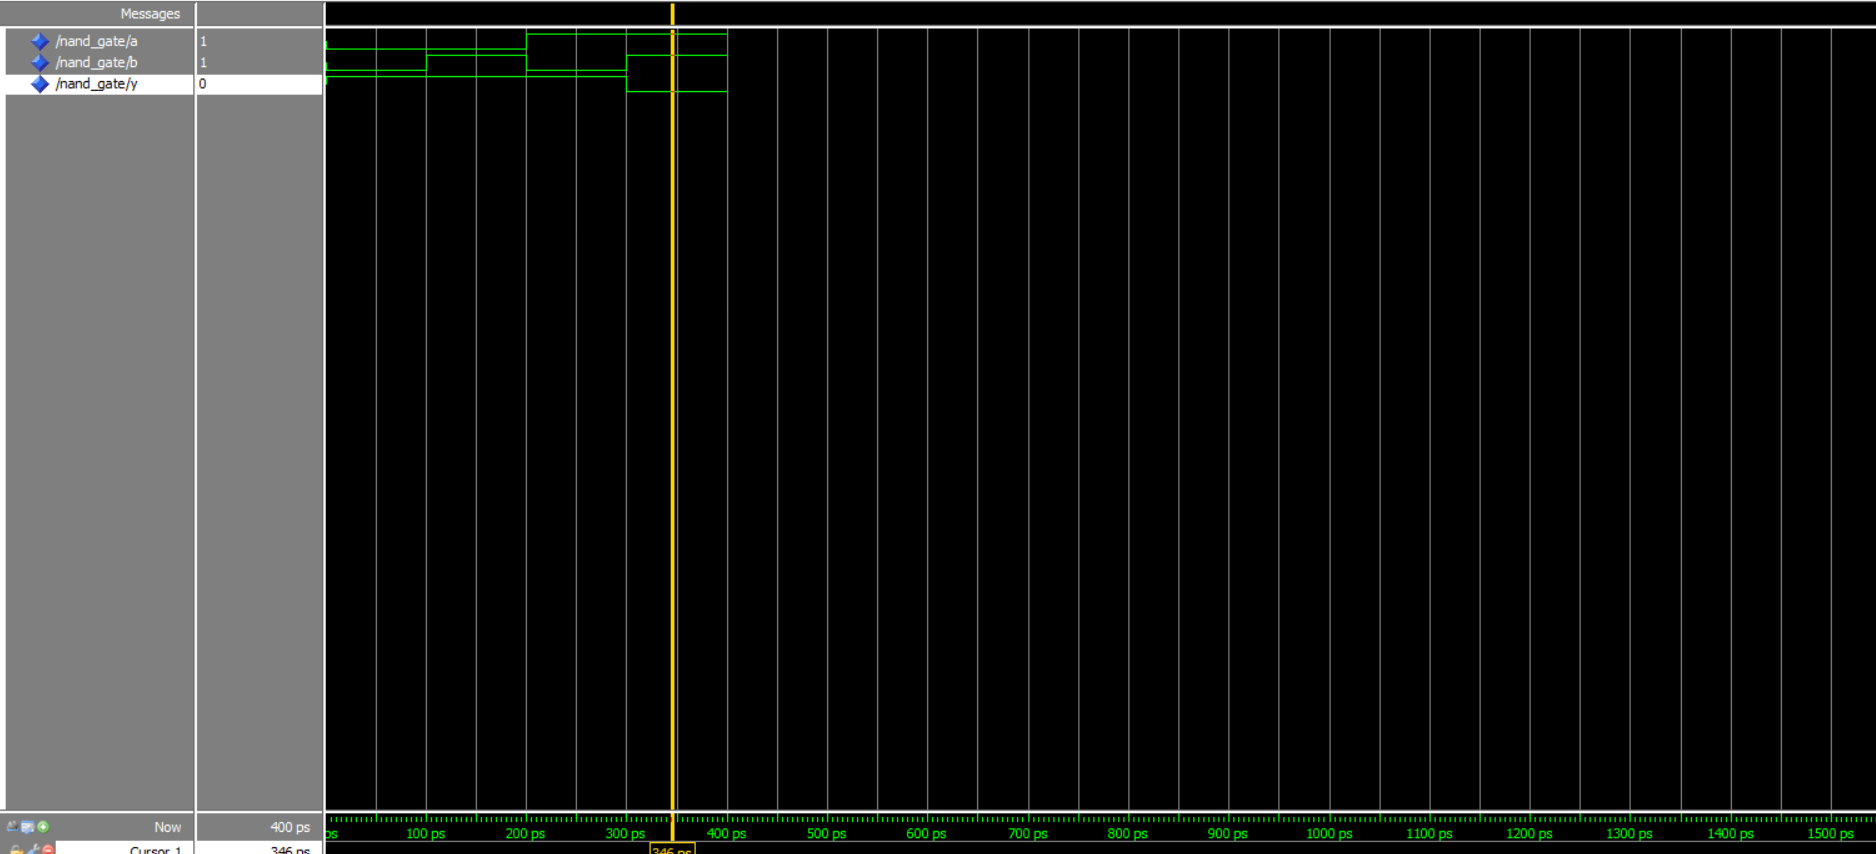 Messages
/nand_gate/a 1
/nand_gate/b 1
/nand_gate/y 0
Now 400 ps
ps 100 ps 200 ps 300 ps 400 ps 500 ps 600 ps 700 ps 800 ps 900 ps 1000 ps 1100 ps 1200 ps 1300 ps 1400 ps 1500 ps
Cursor 1 346 ps
346 ps